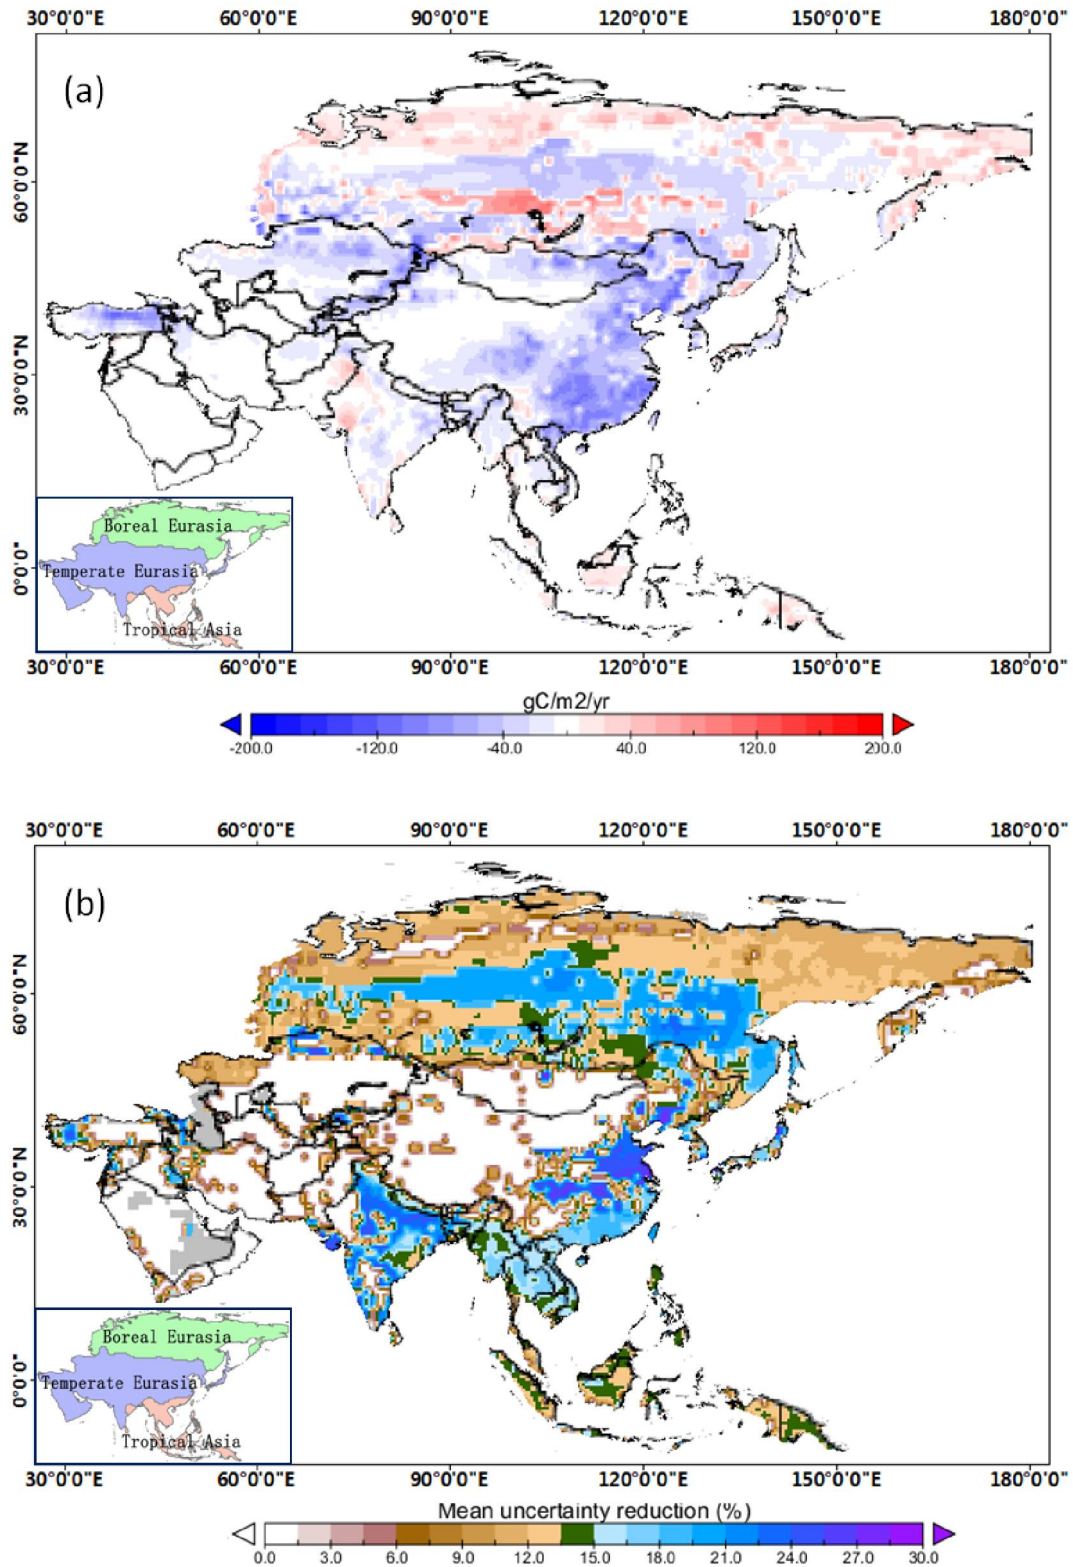 30°0'0"E 60°0'0"E 90°0'0"E 120°0'0"E 150°0'0"E 180°0'0"
(a)
60°0'0"N
30°0'0"N
0°0'0"
Boreal Eurasia
Temperate Eurasia
Tropical Asia
30°0'0"E 60°0'0"E 90°0'0"E 120°0'0"E 150°0'0"E 180°0'0"
gC/m2/yr
-200.0 -120.0 -40.0 40.0 120.0 200.0
30°0'0"E 60°0'0"E 90°0'0"E 120°0'0"E 150°0'0"E 180°0'0"
(b)
60°0'0"N
30°0'0"N
0°0'0"
Boreal Eurasia
Temperate Eurasia
Tropical Asia
30°0'0"E 60°0'0"E 90°0'0"E 120°0'0"E 150°0'0"E 180°0'0"
Mean uncertainty reduction (%)
0.0 3.0 6.0 9.0 12.0 15.0 18.0 21.0 24.0 27.0 30.0